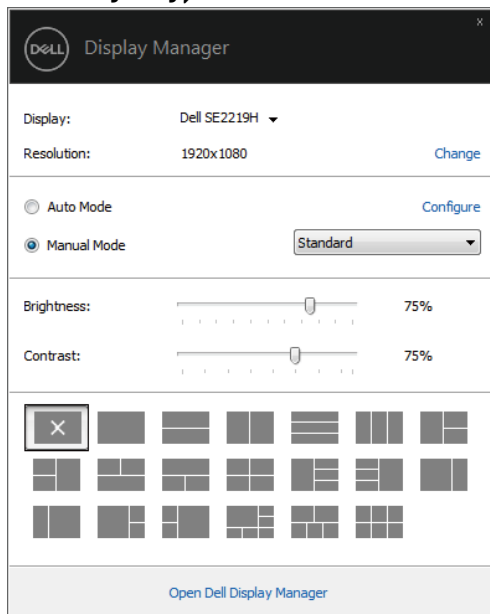 x
DELL Display Manager
Display: Dell SE2219H
Resolution: 1920x1080 Change
Auto Mode Configure
Manual Mode Standard
Brightness: 75%
Contrast: 75%
Open Dell Display Manager